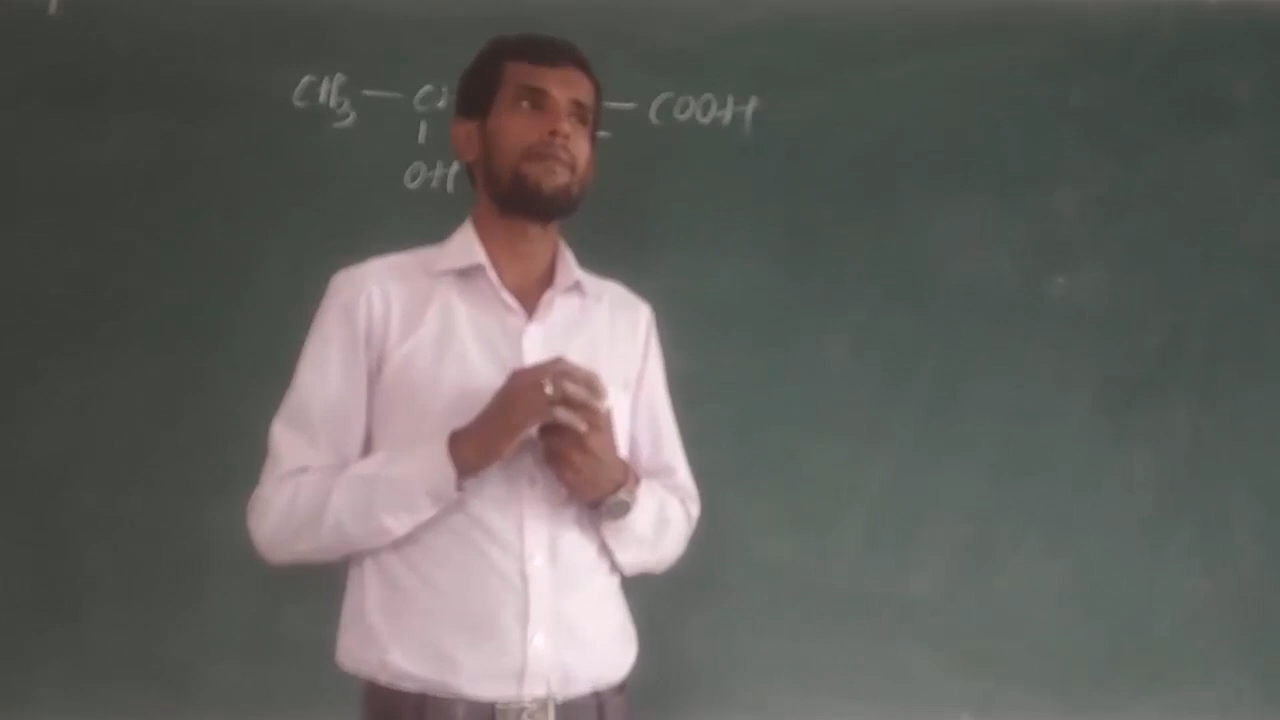 CH3 — CH — COOH
OH